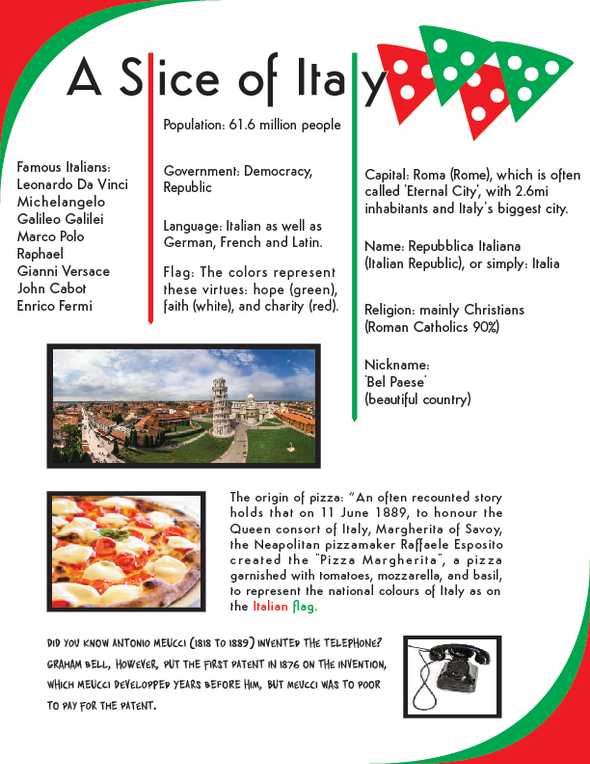 A Slice of Italy
Population: 61.6 million people
Famous Italians:
Leonardo Da Vinci
Michelangelo
Galileo Galilei
Marco Polo
Raphael
Gianni Versace
John Cabot
Enrico Fermi
Government: Democracy,
Republic
Language: Italian as well as
German, French and Latin.
Flag: The colors represent
these virtues: hope (green),
faith (white), and charity (red).
Capital: Roma (Rome), which is often
called 'Eternal City', with 2.6mi
inhabitants and Italy's biggest city.
Name: Repubblica Italiana
(Italian Republic), or simply: Italia
Religion: mainly Christians
(Roman Catholics 90%)
Nickname:
'Bel Paese'
(beautiful country)
The origin of pizza: "An often recounted story
holds that on 11 June 1889, to honour the
Queen consort of Italy, Margherita of Savoy,
the Neapolitan pizzamaker Raffaele Esposito
created the "Pizza Margherita", a pizza
garnished with tomatoes, mozzarella, and basil,
to represent the national colours of Italy as on
the Italian flag.
DID YOU KNOW ANTONIO MEUCCI (1818 TO 1889) INVENTED THE TELEPHONE?
GRAHAM BELL, HOWEVER, PUT THE FIRST PATENT IN 1876 ON THE INVENTION,
WHICH MEUCCI DEVELOPPED YEARS BEFORE HIM, BUT MEUCCI WAS TO POOR
TO PAY FOR THE PATENT.